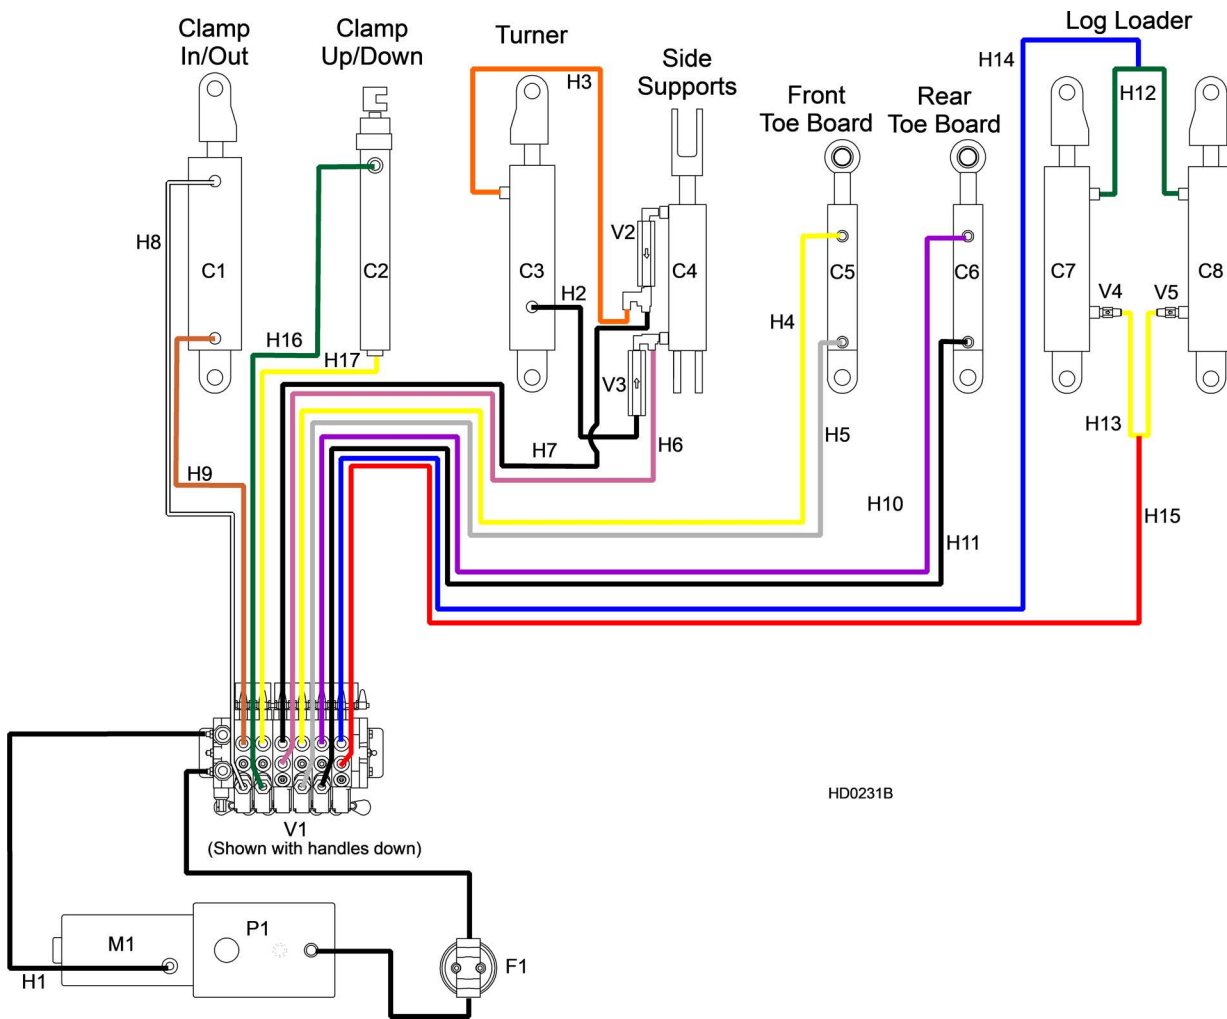 Clamp
In/Out
Clamp
Up/Down
Turner
Side
Supports
Front
Toe Board
Rear
Toe Board
Log Loader
H3
H14
H12
H8
V2
C1
C2
C3
C4
C5
C6
C7
C8
H2
V4
V5
H16
H4
H17
V3
H13
H7
H6
H5
H9
H10
H15
H11
V1
(Shown with handles down)
HD0231B
M1
P1
F1
H1